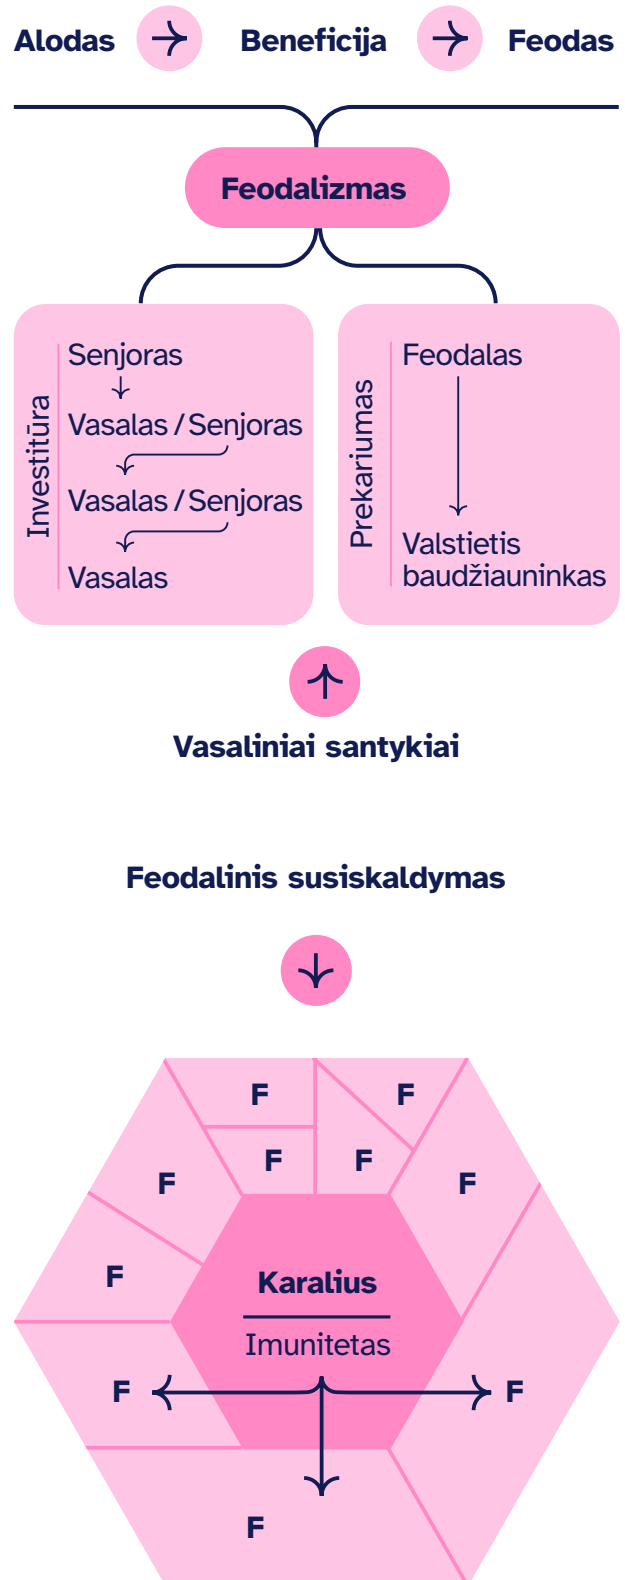 Alodas
Beneficija
Feodas
Feodalizmas
Investitūra
Senjoras
Vasalas / Senjoras
Vasalas / Senjoras
Vasalas
Prekariumas
Feodalas
Valstietis
baudžiauninkas
Vasaliniai santykiai
Feodalinis susiskaldymas
F
F
F
F
F
F
F
Karalius
Imunitetas
F
F
F